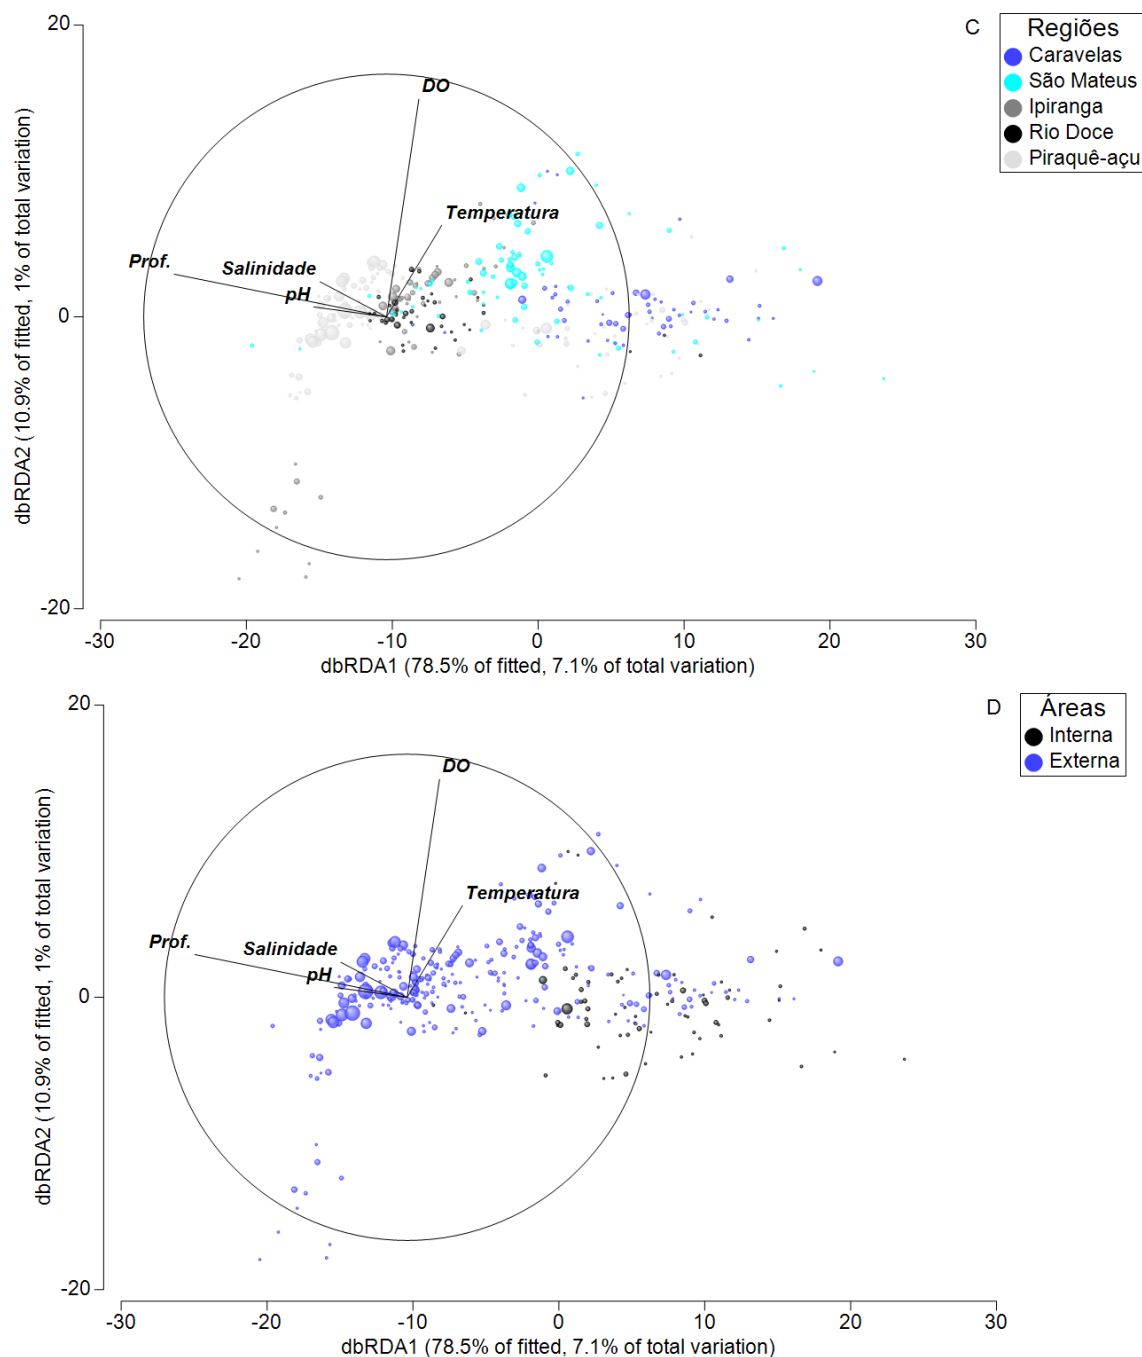 C
Regiões
Caravelas
São Mateus
Ipiranga
Rio Doce
Piraquê-açu
20
0
-20
dbRDA2 (10.9% of fitted, 1% of total variation)
DO
Temperatura
Prof.
Salinidade
pH
-30 -20 -10 0 10 20 30
dbRDA1 (78.5% of fitted, 7.1% of total variation)
D
Áreas
Interna
Externa
20
0
-20
dbRDA2 (10.9% of fitted, 1% of total variation)
DO
Temperatura
Prof.
Salinidade
pH
-30 -20 -10 0 10 20 30
dbRDA1 (78.5% of fitted, 7.1% of total variation)